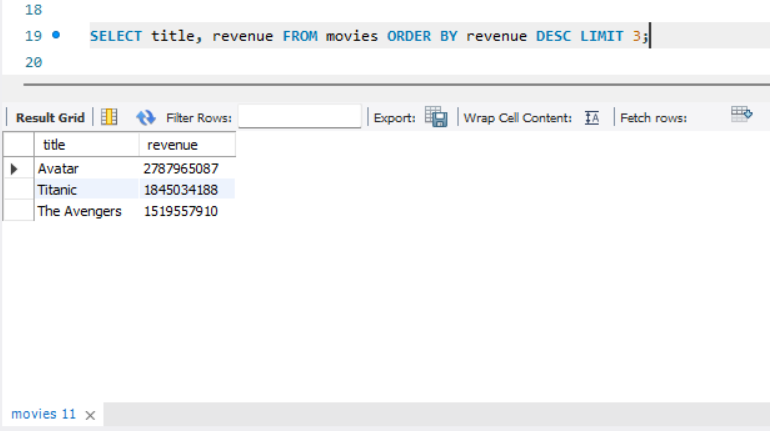 18
19 SELECT title, revenue FROM movies ORDER BY revenue DESC LIMIT 3;
20
Result Grid Filter Rows: Export: Wrap Cell Content: IA Fetch rows:
title revenue
Avatar 2787965087
Titanic 1845034188
The Avengers 1519557910
movies 11